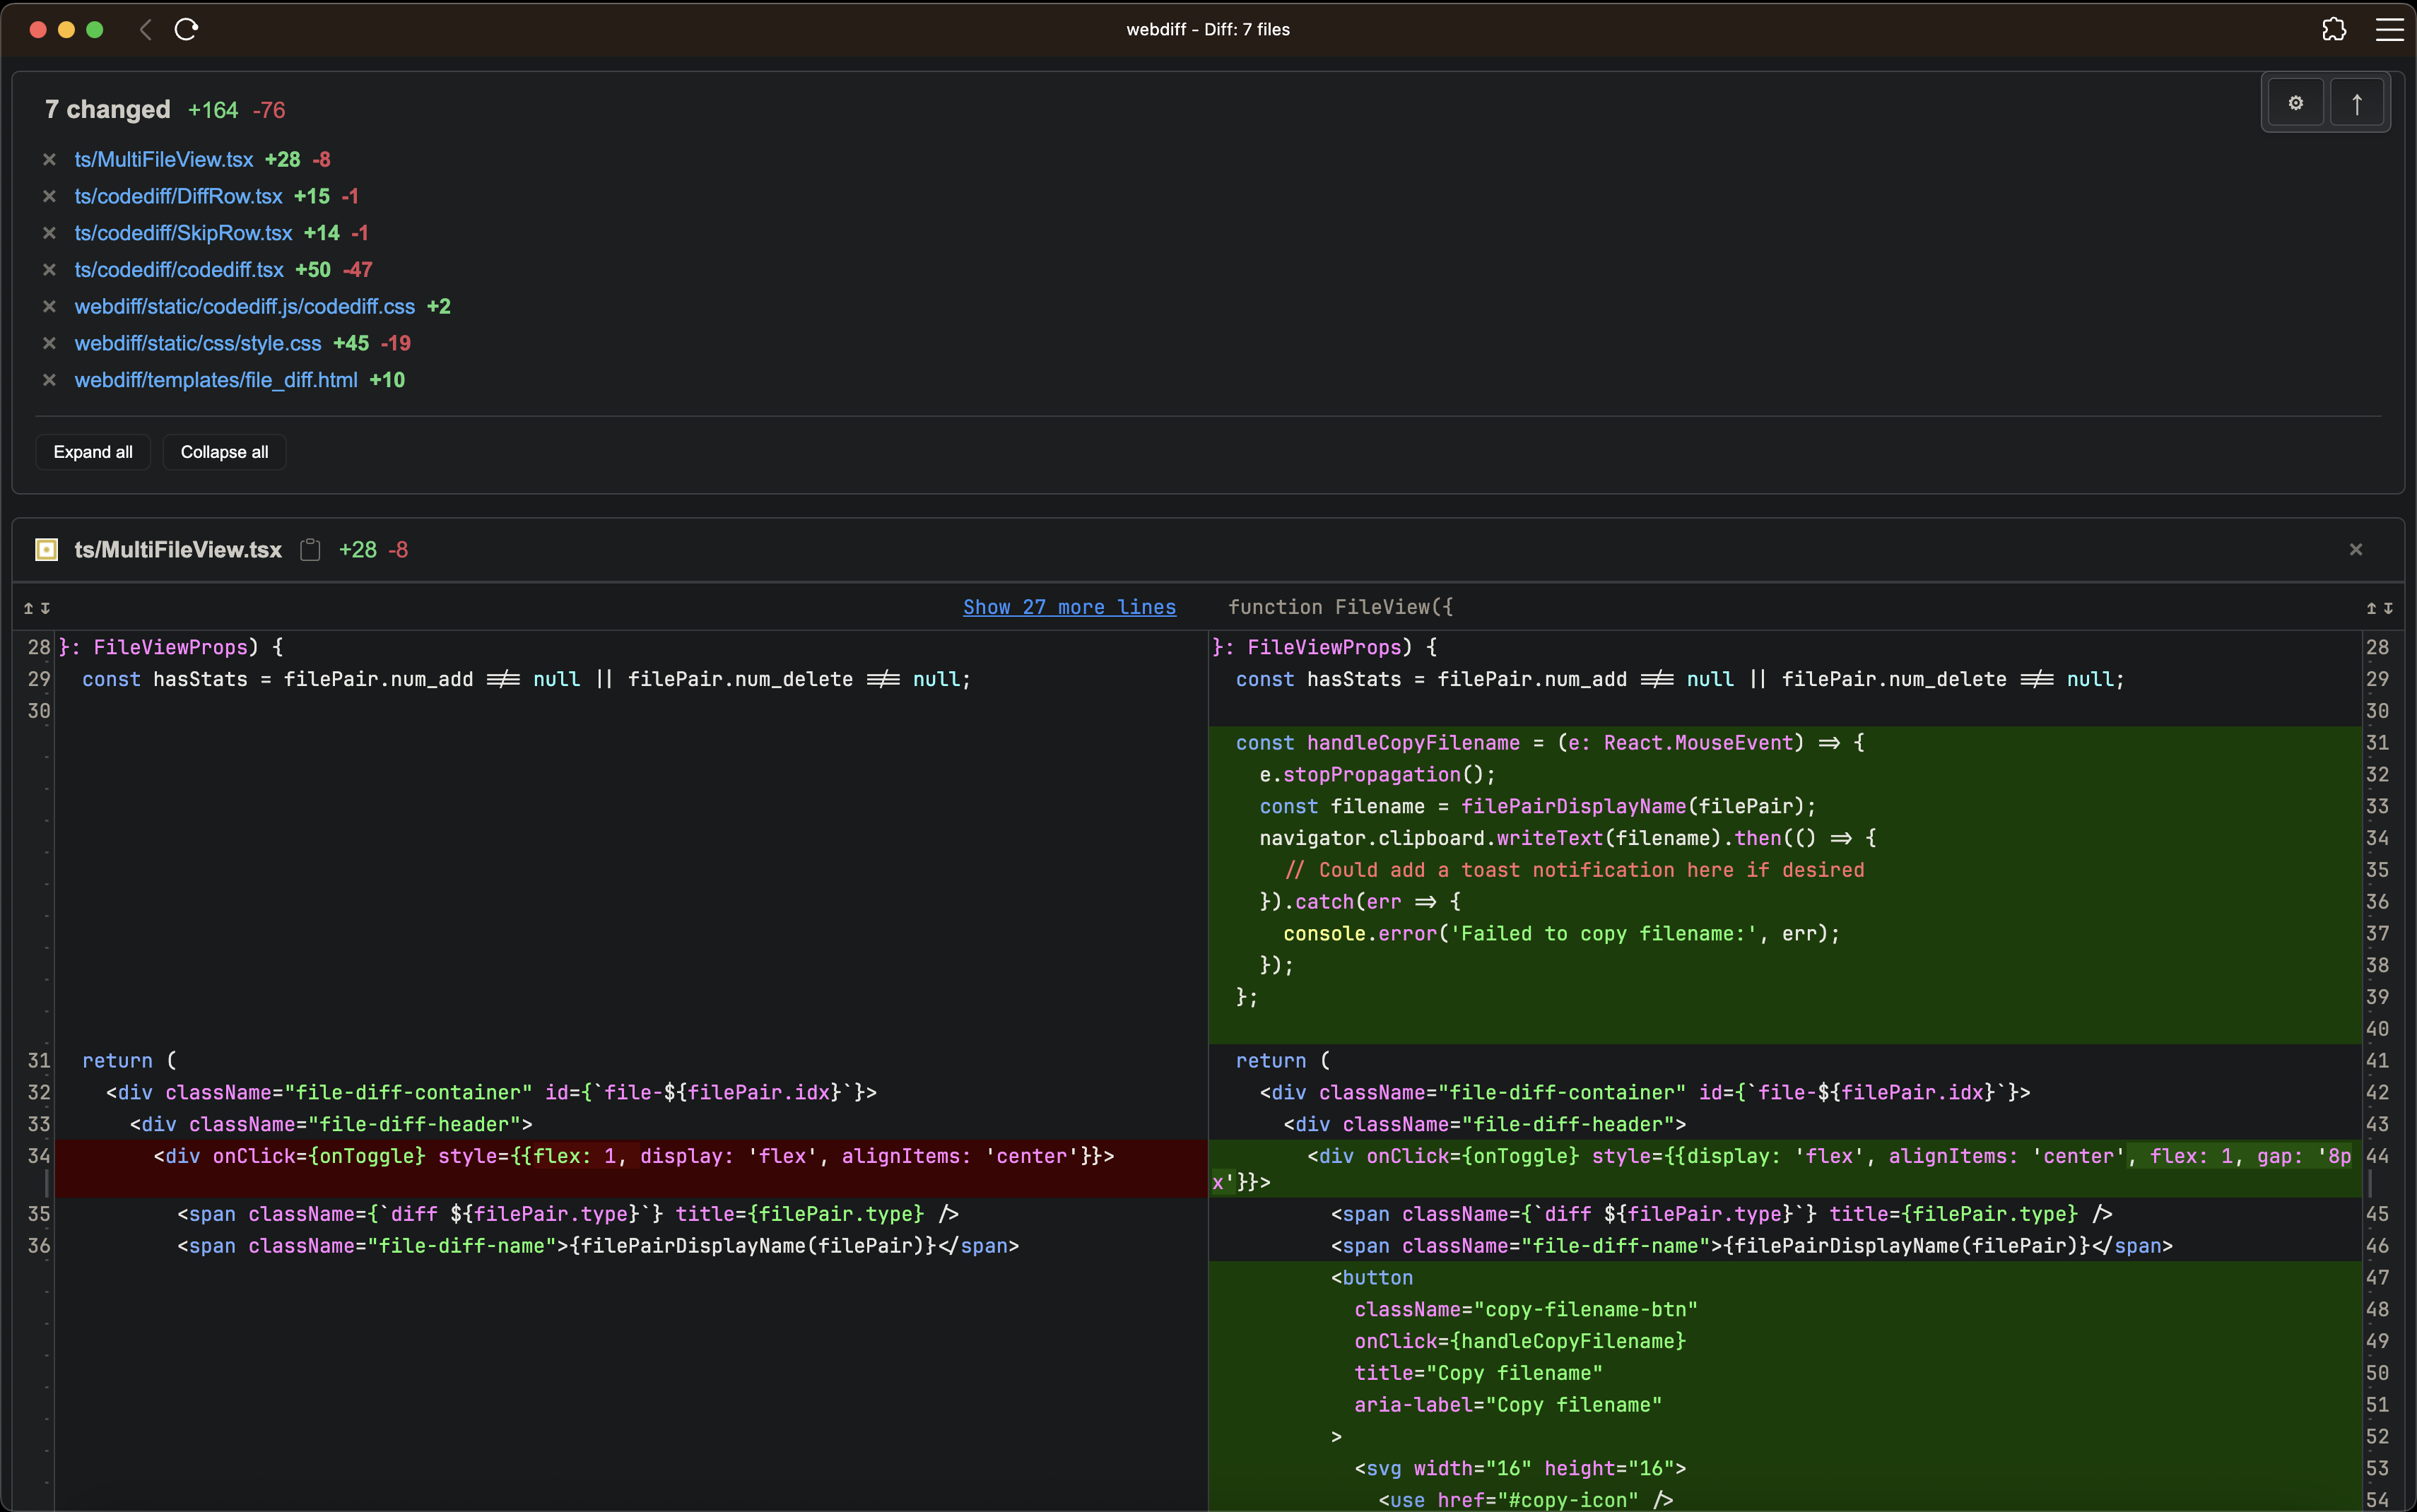 webdiff - Diff: 7 files
7 changed +164 -76
✕ ts/MultiFileView.tsx +28 -8
✕ ts/codediff/DiffRow.tsx +15 -1
✕ ts/codediff/SkipRow.tsx +14 -1
✕ ts/codediff/codediff.tsx +50 -47
✕ webdiff/static/codediff.js/codediff.css +2
✕ webdiff/static/css/style.css +45 -19
✕ webdiff/templates/file_diff.html +10
Expand all Collapse all
ts/MultiFileView.tsx +28 -8 ✕
↥↧ Show 27 more lines function FileView({ ↥↧
28 }: FileViewProps) {
29 const hasStats = filePair.num_add !== null || filePair.num_delete !== null;
30
31 return (
32 <div className="file-diff-container" id={`file-${filePair.idx}`}>
33 <div className="file-diff-header">
34 <div onClick={onToggle} style={{flex: 1, display: 'flex', alignItems: 'center'}}>
35 <span className={`diff ${filePair.type}`} title={filePair.type} />
36 <span className="file-diff-name">{filePairDisplayName(filePair)}</span>
}: FileViewProps) { 28
const hasStats = filePair.num_add !== null || filePair.num_delete !== null; 29
30
const handleCopyFilename = (e: React.MouseEvent) => { 31
e.stopPropagation(); 32
const filename = filePairDisplayName(filePair); 33
navigator.clipboard.writeText(filename).then(() => { 34
// Could add a toast notification here if desired 35
}).catch(err => { 36
console.error('Failed to copy filename:', err); 37
}); 38
}; 39
40
return ( 41
<div className="file-diff-container" id={`file-${filePair.idx}`}> 42
<div className="file-diff-header"> 43
<div onClick={onToggle} style={{display: 'flex', alignItems: 'center', flex: 1, gap: '8p 44
x'}}>
<span className={`diff ${filePair.type}`} title={filePair.type} /> 45
<span className="file-diff-name">{filePairDisplayName(filePair)}</span> 46
<button 47
className="copy-filename-btn" 48
onClick={handleCopyFilename} 49
title="Copy filename" 50
aria-label="Copy filename" 51
> 52
<svg width="16" height="16"> 53
<use href="#copy-icon" /> 54